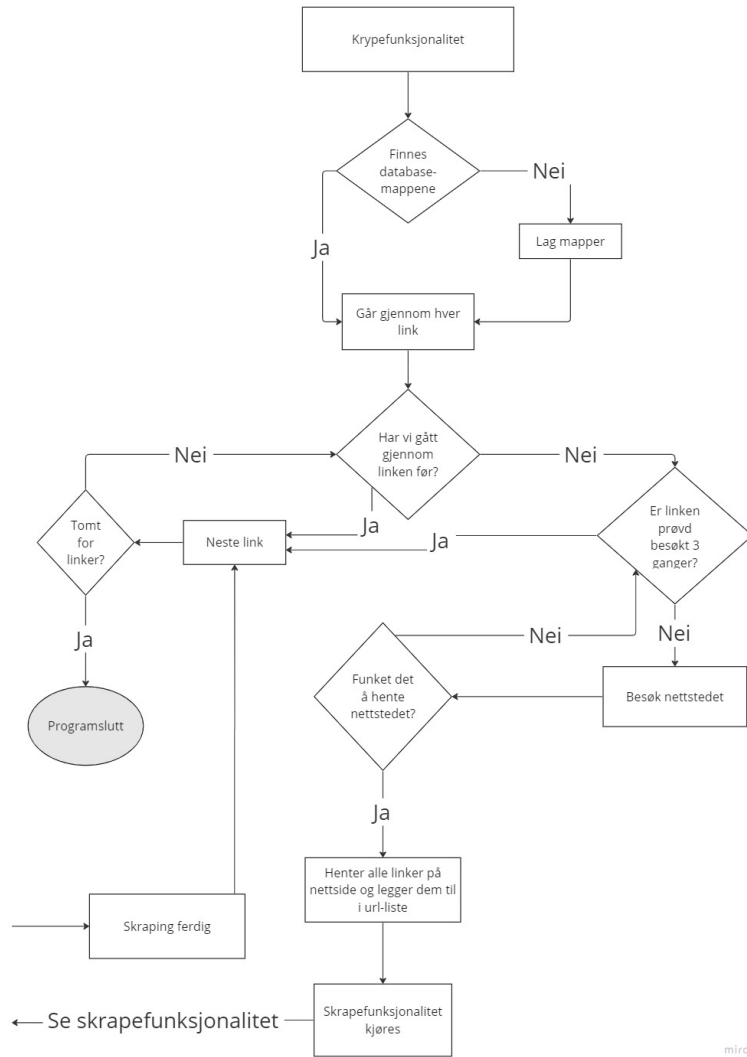 Krypefunksjonalitet
Finnes
database-
mappene
Nei
Ja
Lag mapper
Går gjennom hver
link
Har vi gått
gjennom
linken før?
Nei
Nei
Tomt
for
linker?
Neste link
Ja
Ja
Er linken
prøvd
besøkt 3
ganger?
Ja
Nei
Nei
Programslutt
Funket det
å hente
nettstedet?
Besøk nettstedet
Ja
Henter alle linker på
nettside og legger dem til
i url-liste
Skraping ferdig
Se skrapefunksjonalitet
Skrapefunksjonalitet
kjøres
miro